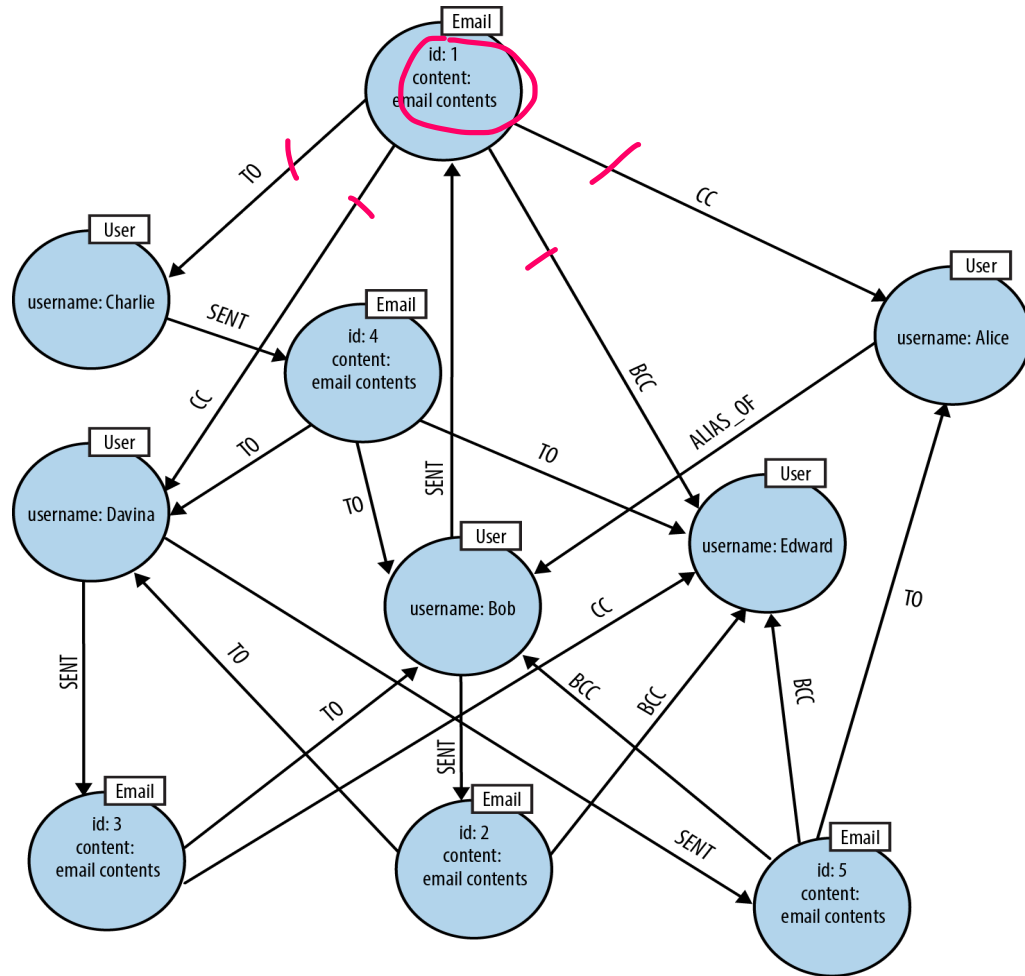 Email
id: 1
content:
email contents
TO
CC
User
username: Charlie
User
username: Alice
SENT
Email
id: 4
content:
email contents
CC
BCC
ALIAS_OF
User
username: Davina
TO
TO
SENT
TO
User
username: Edward
User
username: Bob
CC
TO
SENT
TO
TO
BCC
BCC
BCC
SENT
SENT
Email
id: 3
content:
email contents
Email
id: 2
content:
email contents
Email
id: 5
content:
email contents